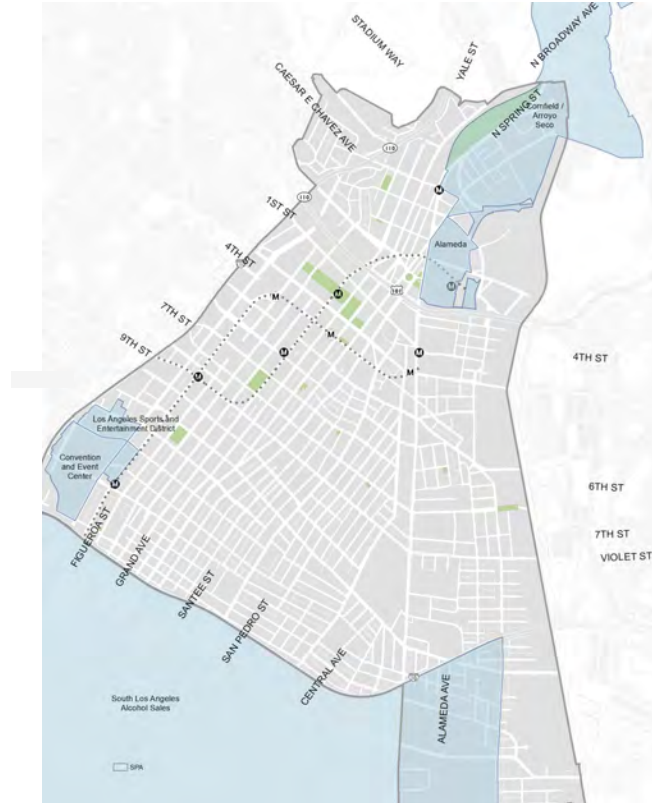 STADIUM WAY
YALE ST
N BROADWAY AVE
CAESAR E CHAVEZ AVE
N SPRING ST
Cornfield /
Arroyo
Seco
110
M
110
1ST ST
Alameda
4TH ST
M
101
M
M
7TH ST
M
9TH ST
M
M
4TH ST
M
M
Los Angeles Sports and
Entertainment District
Convention
and Event
Center
M
6TH ST
FIGUEROA ST
7TH ST
VIOLET ST
GRAND AVE
SANTEE ST
SAN PEDRO ST
CENTRAL AVE
ALAMEDA AVE
South Los Angeles
Alcohol Sales
SPA